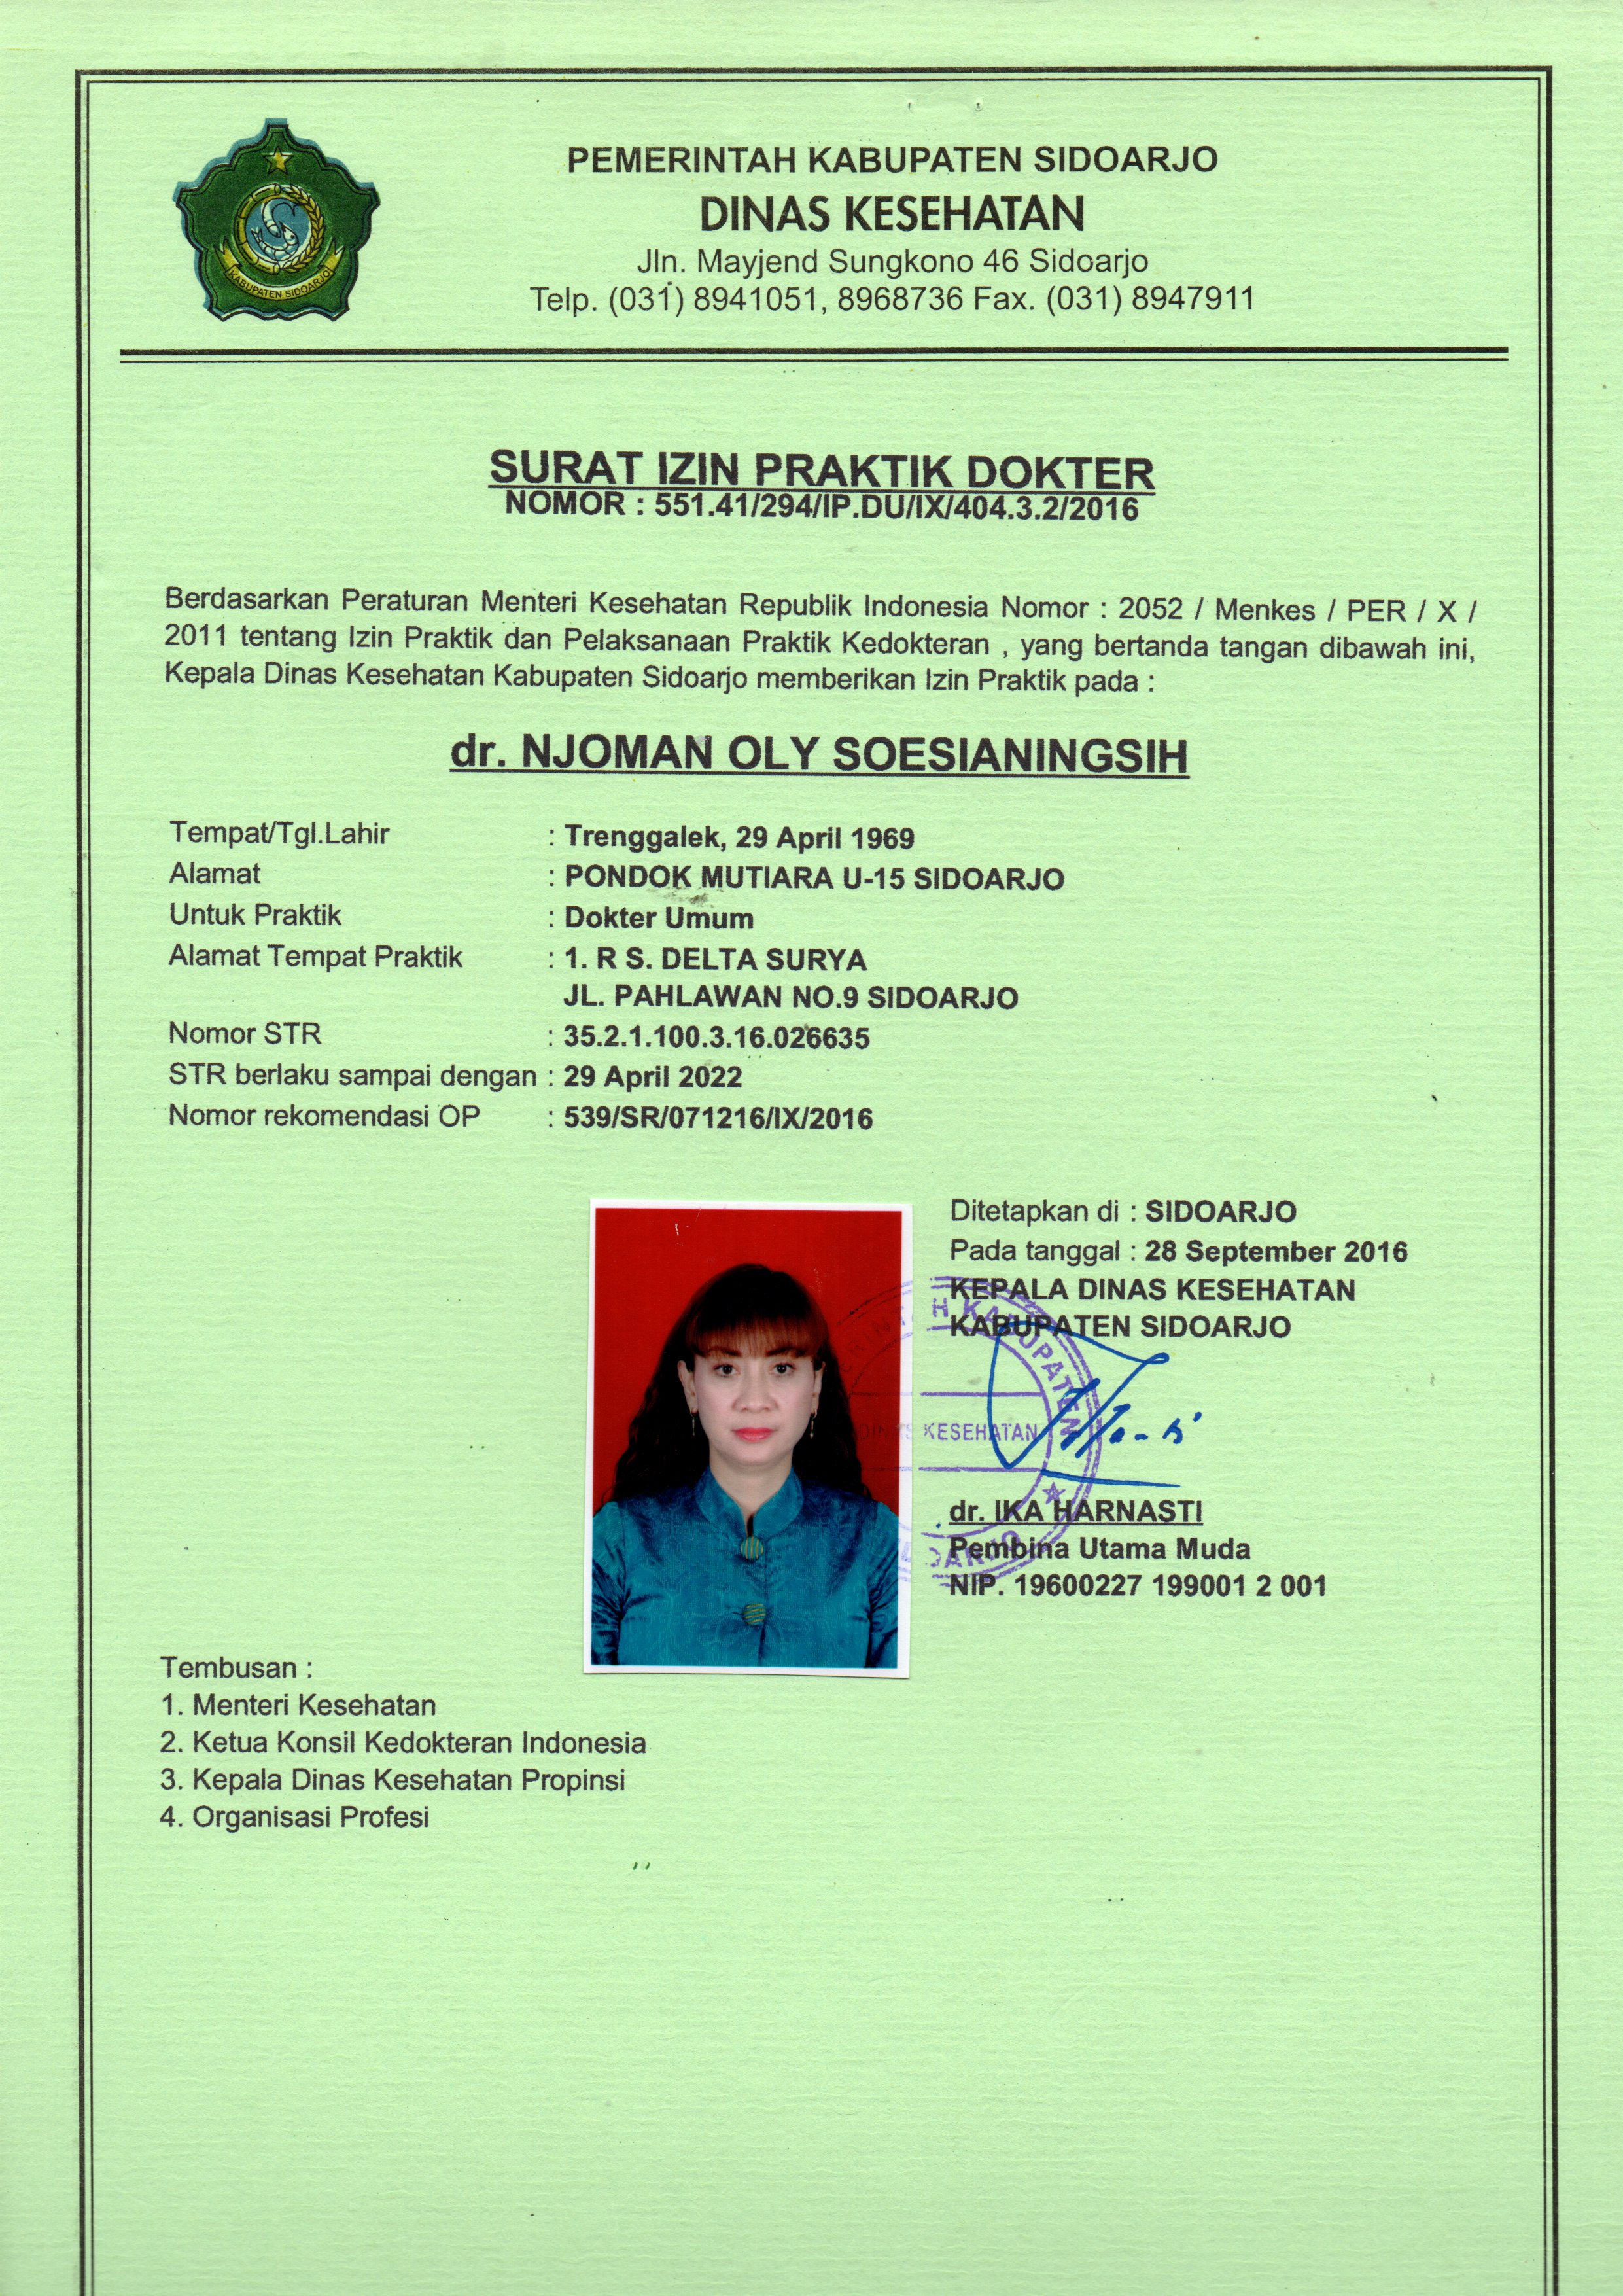 PEMERINTAH KABUPATEN SIDOARJO
DINAS KESEHATAN
Jln. Mayjend Sungkono 46 Sidoarjo
Telp. (031) 8941051, 8968736 Fax. (031) 8947911
KABUPATEN SIDOARJO
SURAT IZIN PRAKTIK DOKTER
NOMOR : 551.41/294/IP.DU/IX/404.3.2/2016
Berdasarkan Peraturan Menteri Kesehatan Republik Indonesia Nomor : 2052 / Menkes / PER / X /
2011 tentang Izin Praktik dan Pelaksanaan Praktik Kedokteran , yang bertanda tangan dibawah ini,
Kepala Dinas Kesehatan Kabupaten Sidoarjo memberikan Izin Praktik pada :
dr. NJOMAN OLY SOESIANINGSIH
Tempat/Tgl.Lahir : Trenggalek, 29 April 1969
Alamat : PONDOK MUTIARA U-15 SIDOARJO
Untuk Praktik : Dokter Umum
Alamat Tempat Praktik : 1. R S. DELTA SURYA
JL. PAHLAWAN NO.9 SIDOARJO
Nomor STR : 35.2.1.100.3.16.026635
STR berlaku sampai dengan : 29 April 2022
Nomor rekomendasi OP : 539/SR/071216/IX/2016
Ditetapkan di : SIDOARJO
Pada tanggal : 28 September 2016
KEPALA DINAS KESEHATAN
KABUPATEN SIDOARJO
KABUPATEN
KESEHATAN
dr. IKA HARNASTI
Pembina Utama Muda
NIP. 19600227 199001 2 001
Tembusan :
1. Menteri Kesehatan
2. Ketua Konsil Kedokteran Indonesia
3. Kepala Dinas Kesehatan Propinsi
4. Organisasi Profesi